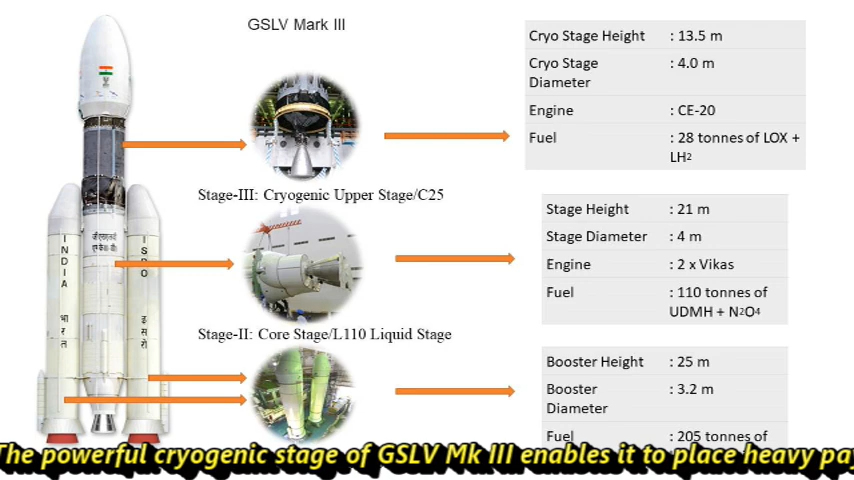 GSLV Mark III
Cryo Stage Height : 13.5 m
Cryo Stage Diameter : 4.0 m
Engine : CE-20
Fuel : 28 tonnes of LOX + LH2
Stage-III: Cryogenic Upper Stage/C25
Stage Height : 21 m
Stage Diameter : 4 m
Engine : 2 x Vikas
Fuel : 110 tonnes of UDMH + N2O4
INDIA
भारत
ISRO
इसरो
Stage-II: Core Stage/L110 Liquid Stage
Booster Height : 25 m
Booster Diameter : 3.2 m
Fuel : 205 tonnes of
The powerful cryogenic stage of GSLV Mk III enables it to place heavy pay